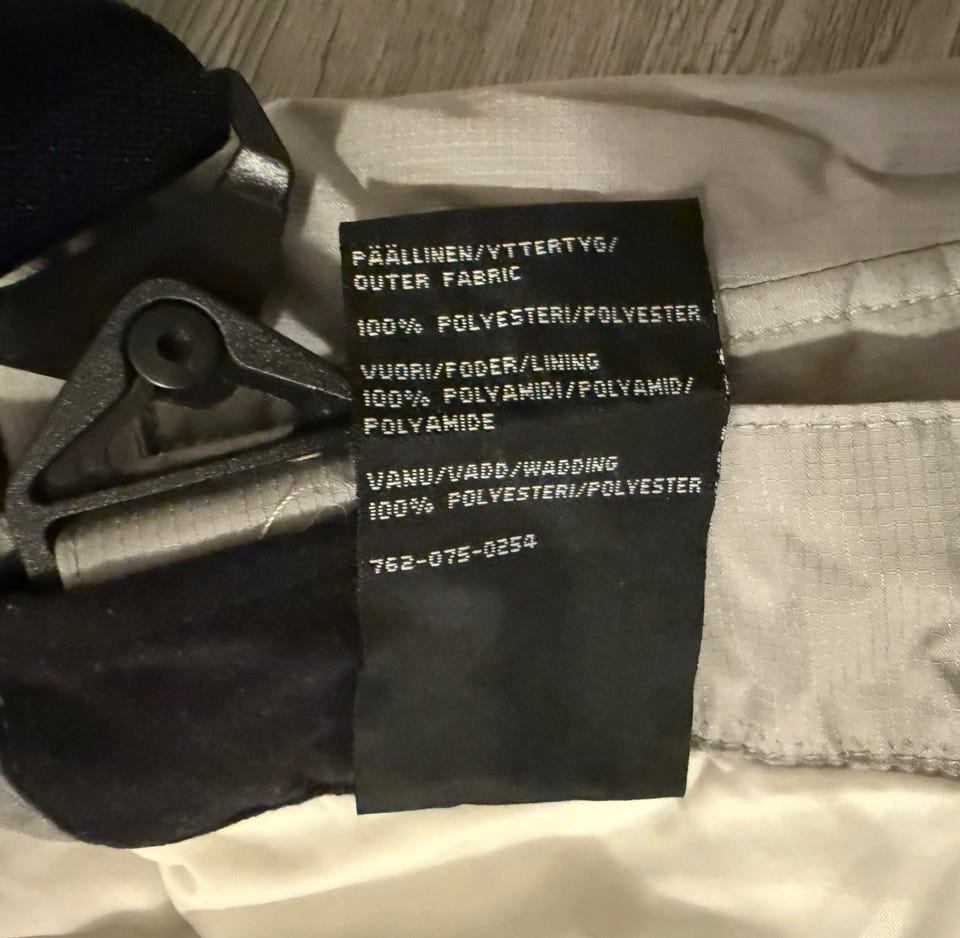 PÄÄLLINEN/YTTERTYG/
OUTER FABRIC
100% POLYESTERI/POLYESTER
VUORI/FODER/LINING
100% POLYAMIDI/POLYAMID/
POLYAMIDE
VANU/VADD/WADDING
100% POLYESTERI/POLYESTER
762-075-0254